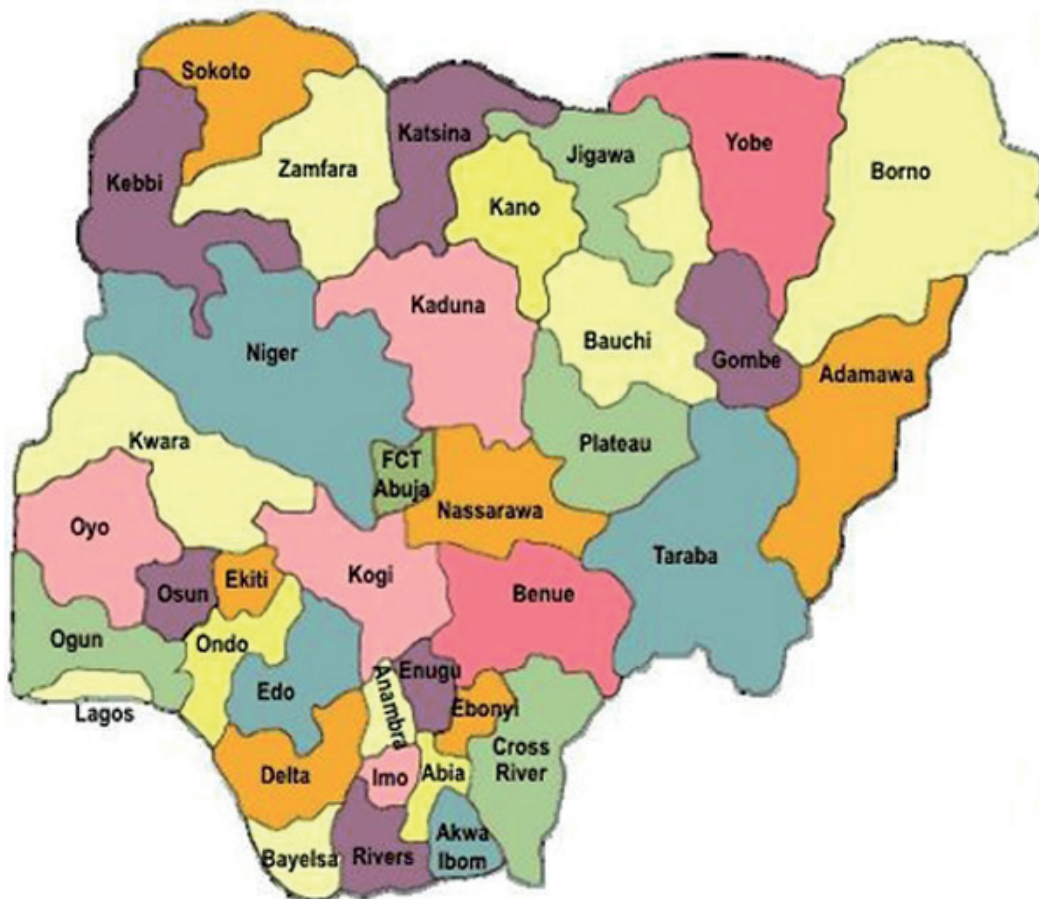 Sokoto
Katsina
Yobe
Jigawa
Borno
Zamfara
Kebbi
Kano
Kaduna
Bauchi
Niger
Gombe
Adamawa
Kwara
Plateau
FCT
Abuja
Nassarawa
Oyo
Taraba
Kogi
Ekiti
Osun
Benue
Ogun
Ondo
Enugu
Edo
Anambra
Ebonyi
Lagos
Cross
River
Delta
Imo
Abia
Akwa
Ibom
Bayelsa
Rivers